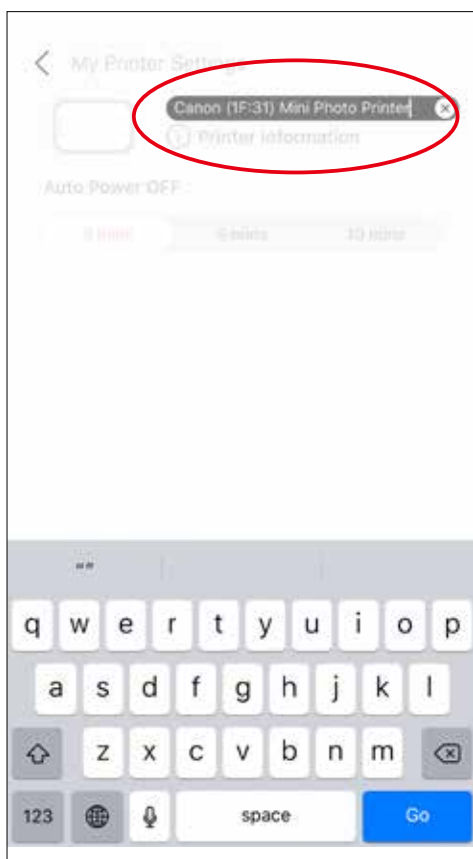 My Printer Settings
Canon (1F:31) Mini Photo Printer
Printer Information
Auto Power OFF :
3 mins 5 mins 10 mins
“”
q w e r t y u i o p
a s d f g h j k l
z x c v b n m
123 space Go